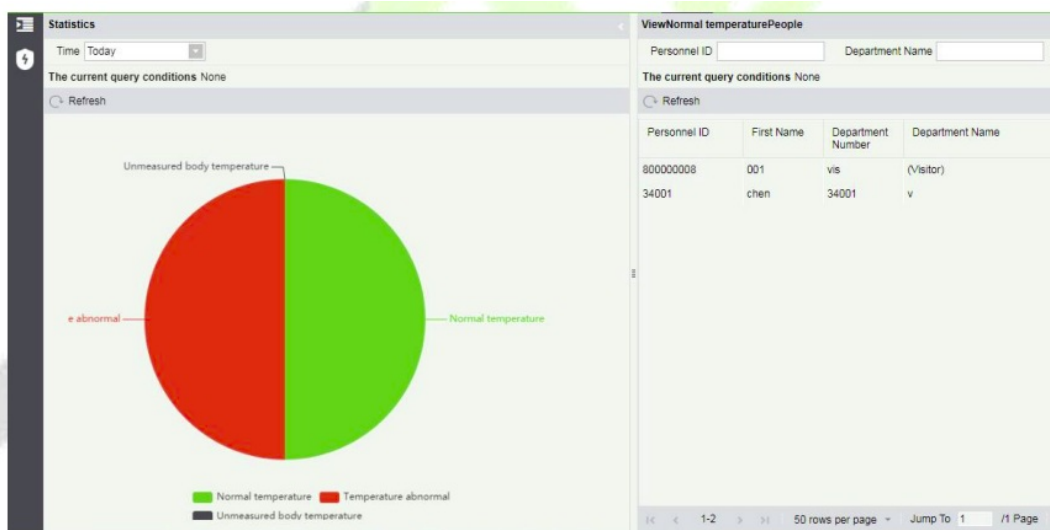 Statistics
Time Today
The current query conditions None
Refresh
Unmeasured body temperature
e abnormal
Normal temperature
Normal temperature Temperature abnormal
Unmeasured body temperature
ViewNormal temperaturePeople
Personnel ID Department Name
The current query conditions None
Refresh
Personnel ID First Name Department Number Department Name
800000008 001 vis (Visitor)
34001 chen 34001 v
1-2 50 rows per page Jump To 1 /1 Page